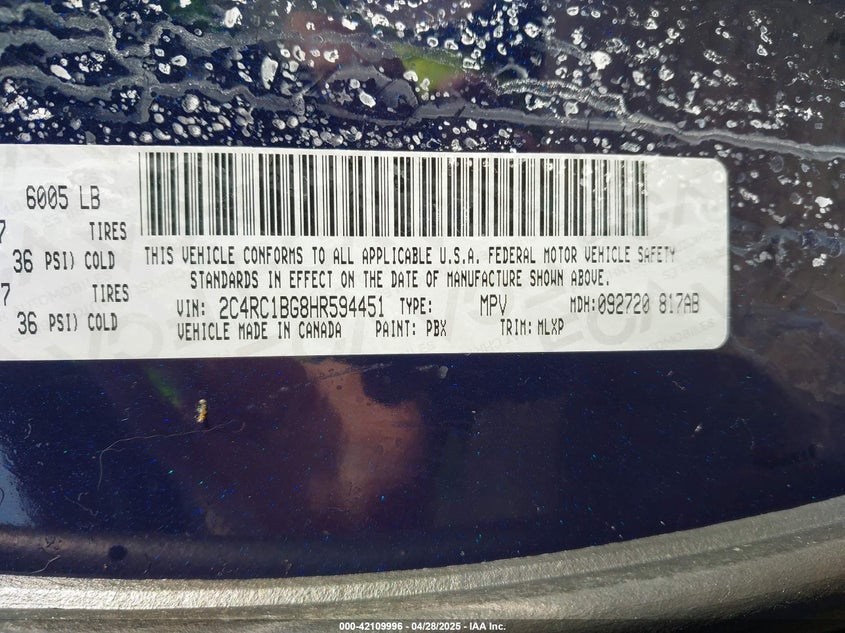 6005 LB
7 TIRES
36 PSI) COLD
7 TIRES
36 PSI) COLD
THIS VEHICLE CONFORMS TO ALL APPLICABLE U.S.A. FEDERAL MOTOR VEHICLE SAFETY
STANDARDS IN EFFECT ON THE DATE OF MANUFACTURE SHOWN ABOVE.
VIN: 2C4RC1BG8HR594451 TYPE: MPV MDH:092720 817AB
VEHICLE MADE IN CANADA PAINT: PBX TRIM: MLXP
000-42109996 - 04/28/2025 - IAA Inc.